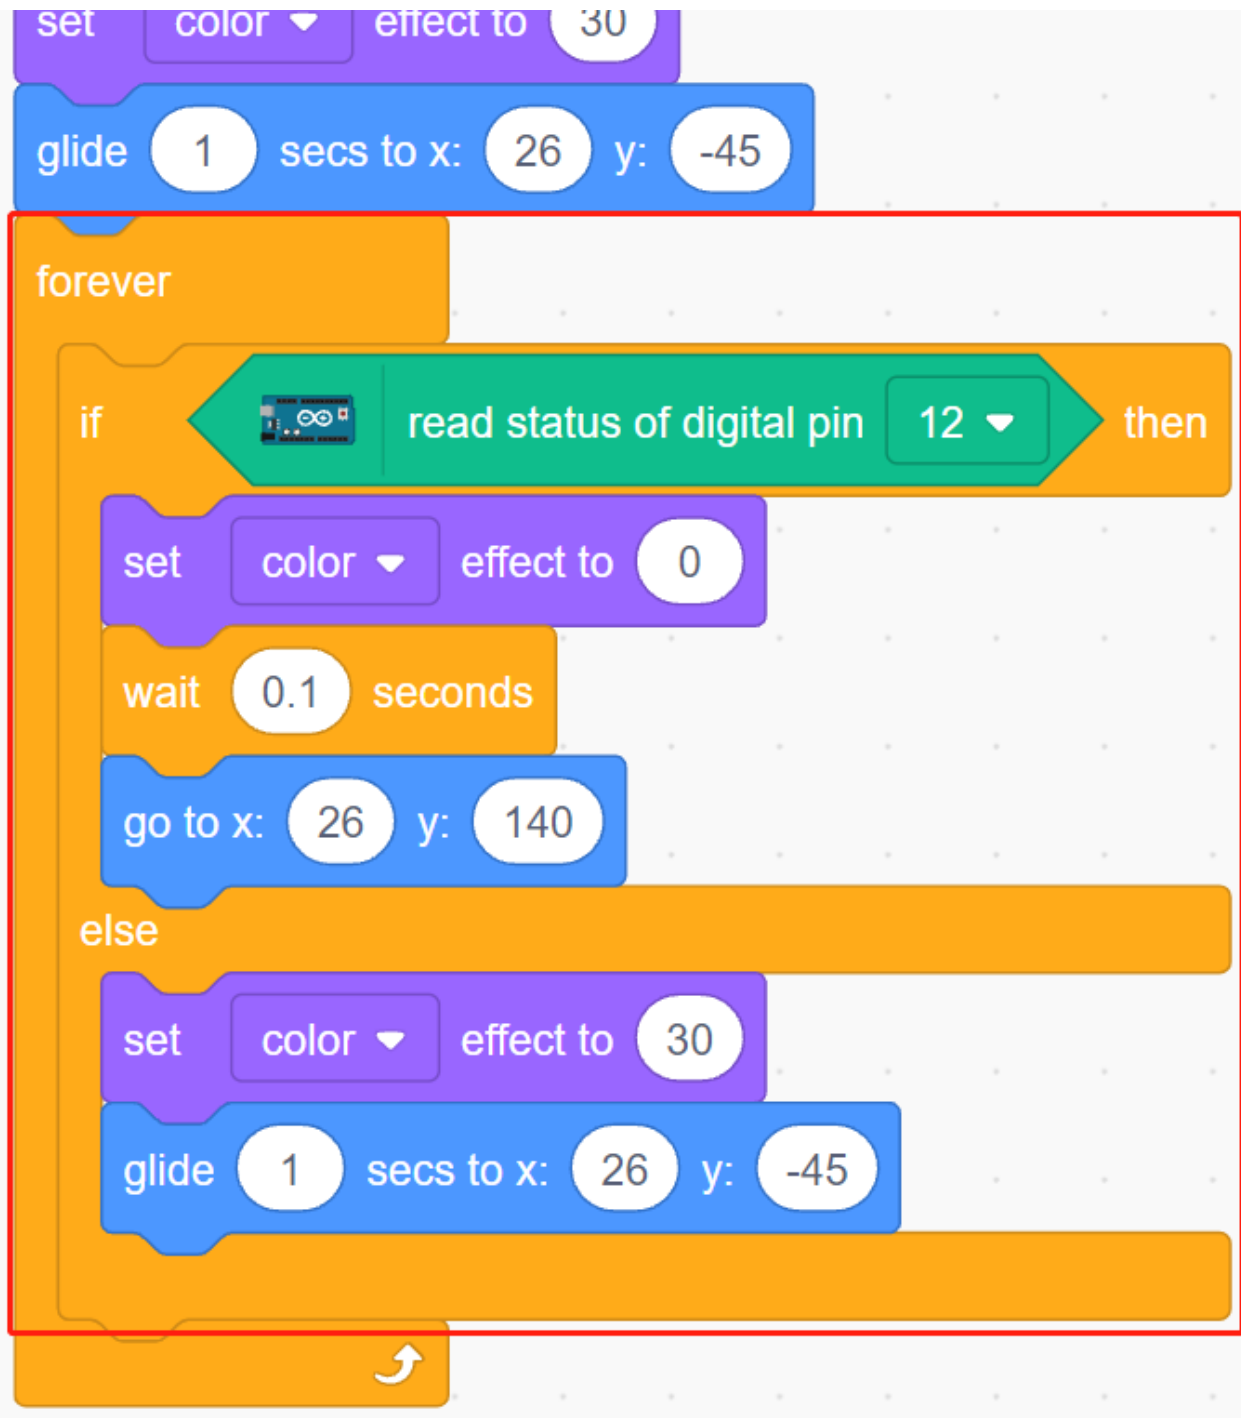 set color effect to 30
glide 1 secs to x: 26 y: -45
forever
if read status of digital pin 12 then
set color effect to 0
wait 0.1 seconds
go to x: 26 y: 140
else
set color effect to 30
glide 1 secs to x: 26 y: -45